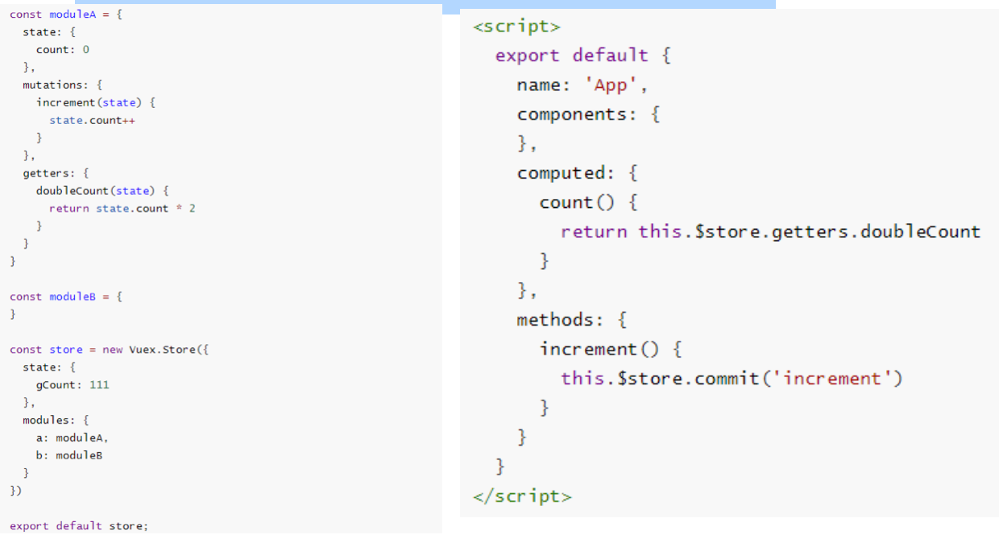 const moduleA = {
  state: {
    count: 0
  },
  mutations: {
    increment(state) {
      state.count++
    }
  },
  getters: {
    doubleCount(state) {
      return state.count * 2
    }
  }
}

const moduleB = {
}

const store = new Vuex.Store({
  state: {
    gCount: 111
  },
  modules: {
    a: moduleA,
    b: moduleB
  }
})

export default store;

<script>
  export default {
    name: 'App',
    components: {
    },
    computed: {
      count() {
        return this.$store.getters.doubleCount
      }
    },
    methods: {
      increment() {
        this.$store.commit('increment')
      }
    }
  }
</script>